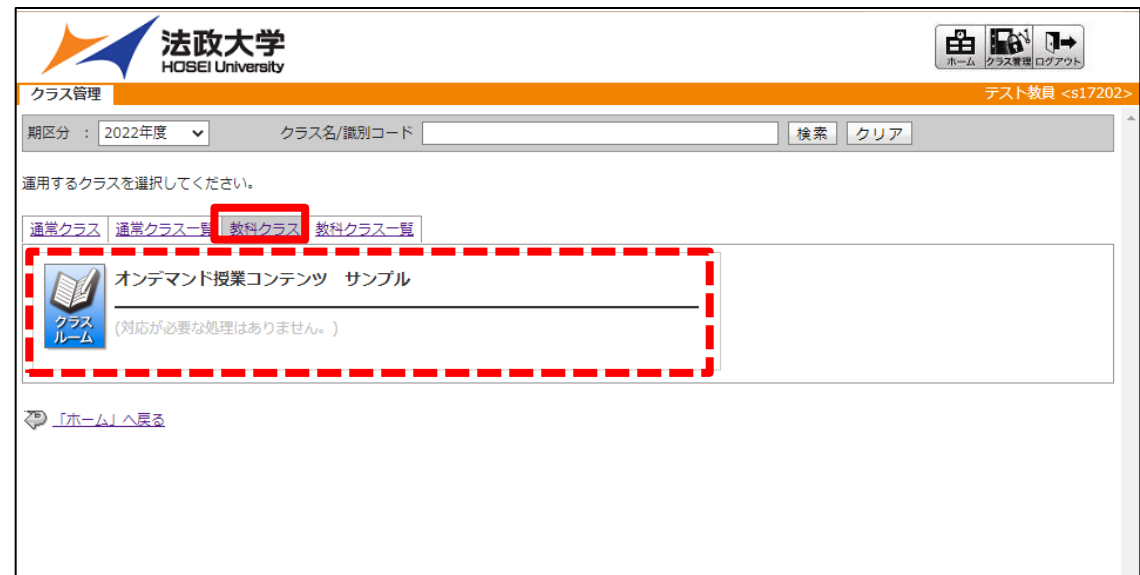 法政大学
HOSEI University
ホーム クラス管理 ログアウト
クラス管理
テスト教員 <s17202>
期区分 : 2022年度 クラス名/識別コード 検索 クリア
運用するクラスを選択してください。
通常クラス 通常クラス一覧 教科クラス 教科クラス一覧
オンデマンド授業コンテンツ サンプル
クラス
ルーム
(対応が必要な処理はありません。)
「ホーム」へ戻る